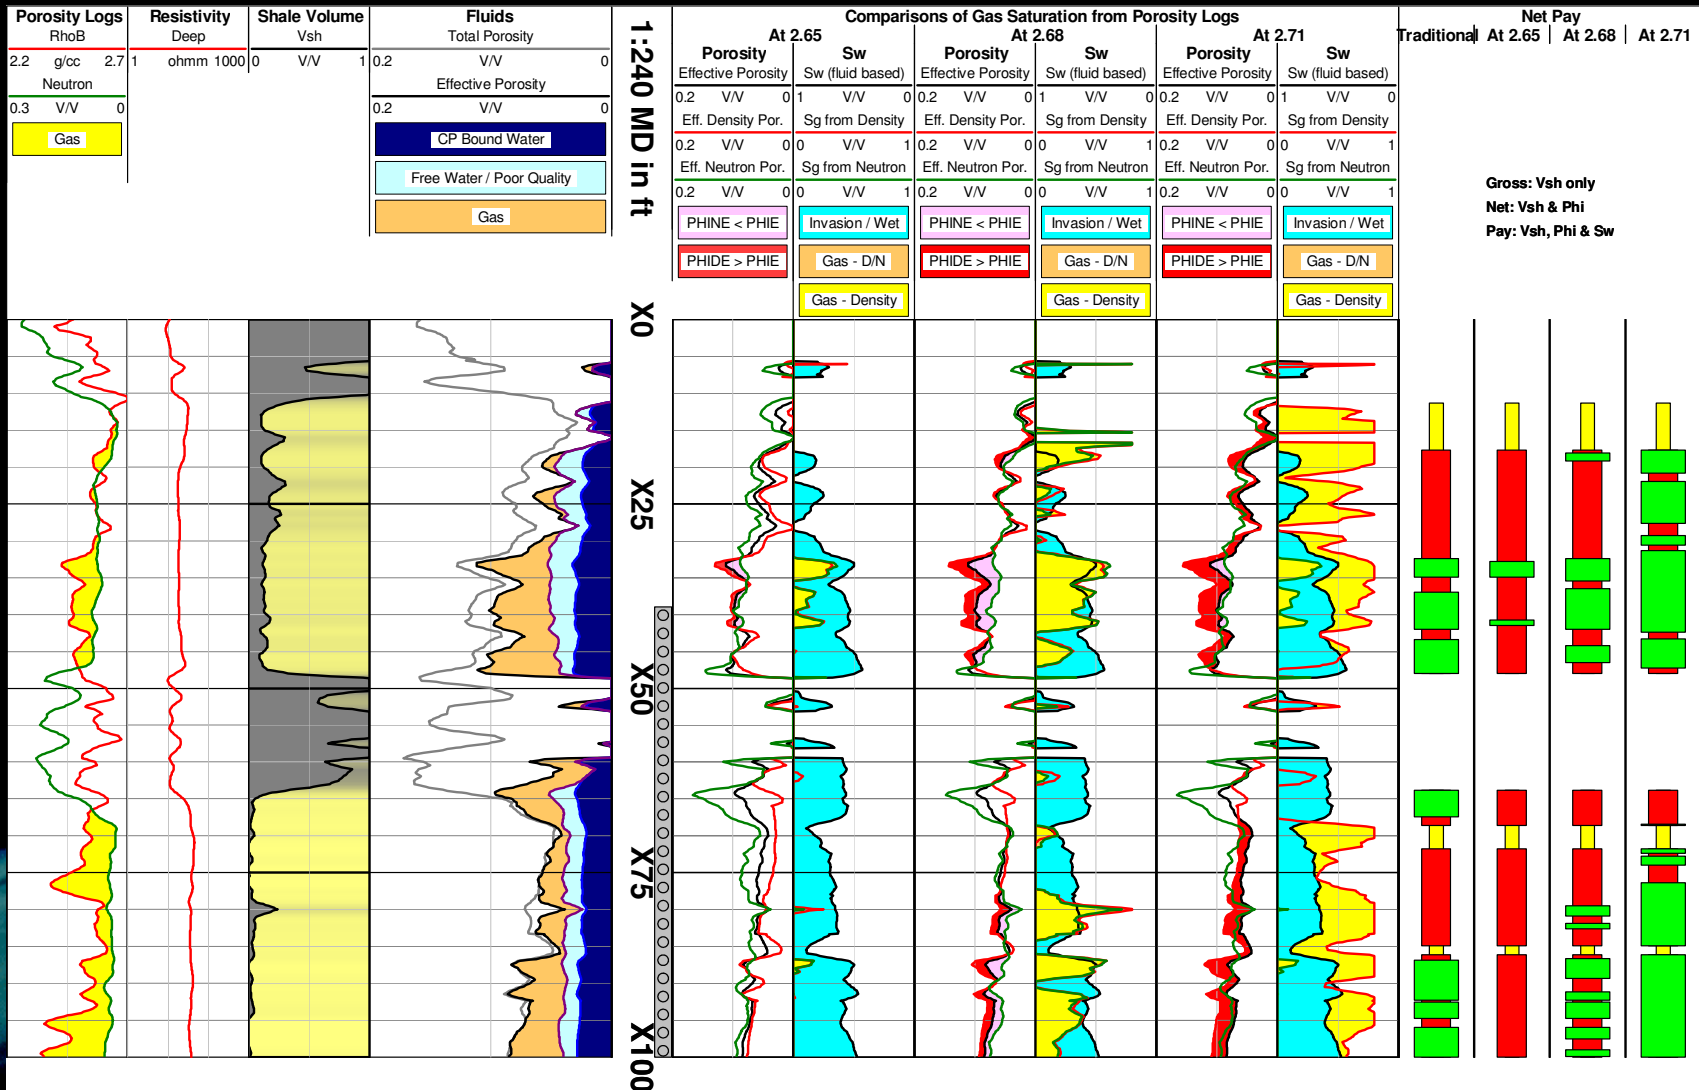 Porosity Logs
RhoB
2.2 g/cc 2.7
Neutron
0.3 V/V 0
Gas
Resistivity
Deep
1 ohmm 1000
Shale Volume
Vsh
0 V/V 1
Fluids
Total Porosity
0.2 V/V 0
Effective Porosity
0.2 V/V 0
CP Bound Water
Free Water / Poor Quality
Gas
1:240 MD in ft
Comparisons of Gas Saturation from Porosity Logs
At 2.65
Porosity
Effective Porosity
0.2 V/V 0
Eff. Density Por.
0.2 V/V 0
Eff. Neutron Por.
0.2 V/V 0
PHINE < PHIE
PHIDE > PHIE
Sw
Sw (fluid based)
1 V/V 0
Sg from Density
0 V/V 1
Sg from Neutron
0 V/V 1
Invasion / Wet
Gas - D/N
Gas - Density
At 2.68
Porosity
Effective Porosity
0.2 V/V 0
Eff. Density Por.
0.2 V/V 0
Eff. Neutron Por.
0.2 V/V 0
PHINE < PHIE
PHIDE > PHIE
Sw
Sw (fluid based)
1 V/V 0
Sg from Density
0 V/V 1
Sg from Neutron
0 V/V 1
Invasion / Wet
Gas - D/N
Gas - Density
At 2.71
Porosity
Effective Porosity
0.2 V/V 0
Eff. Density Por.
0.2 V/V 0
Eff. Neutron Por.
0.2 V/V 0
PHINE < PHIE
PHIDE > PHIE
Sw
Sw (fluid based)
1 V/V 0
Sg from Density
0 V/V 1
Sg from Neutron
0 V/V 1
Invasion / Wet
Gas - D/N
Gas - Density
Net Pay
Traditional At 2.65 At 2.68 At 2.71
Gross: Vsh only
Net: Vsh & Phi
Pay: Vsh, Phi & Sw
X0
X25
X50
X75
X100